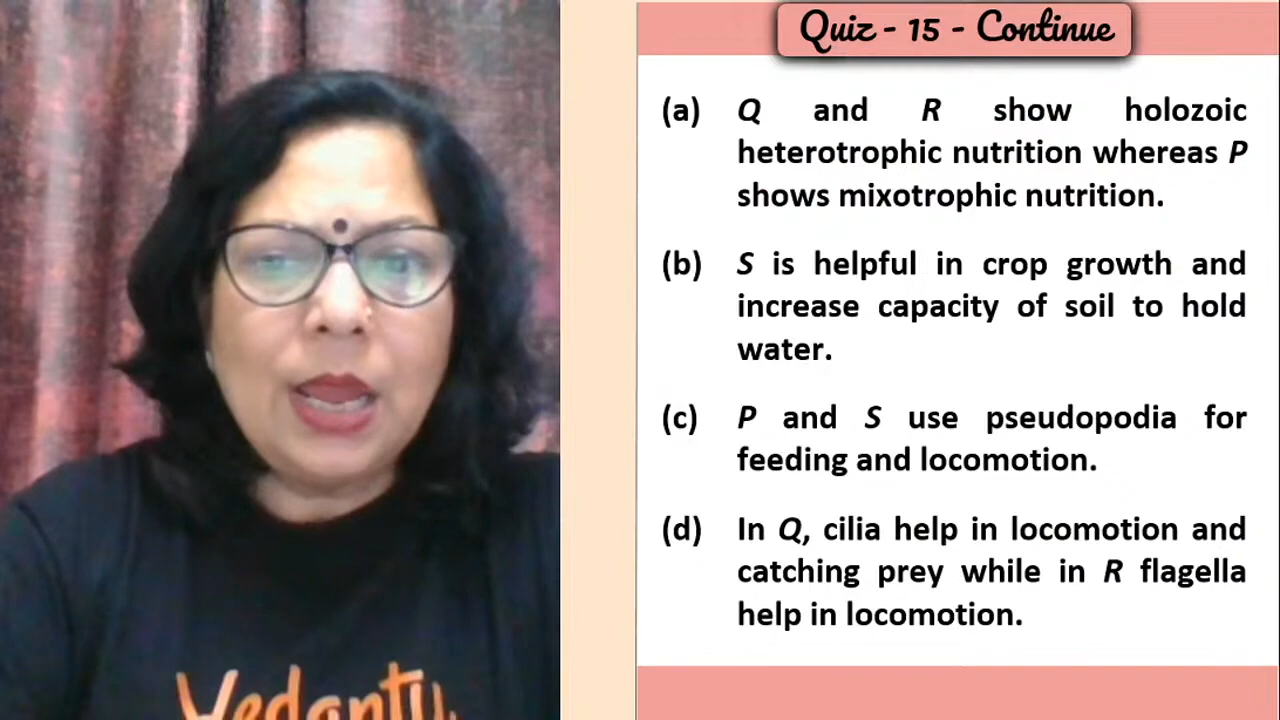 Quiz - 15 - Continue
(a) Q and R show holozoic
heterotrophic nutrition whereas P
shows mixotrophic nutrition.
(b) S is helpful in crop growth and
increase capacity of soil to hold
water.
(c) P and S use pseudopodia for
feeding and locomotion.
(d) In Q, cilia help in locomotion and
catching prey while in R flagella
help in locomotion.
Vedantu